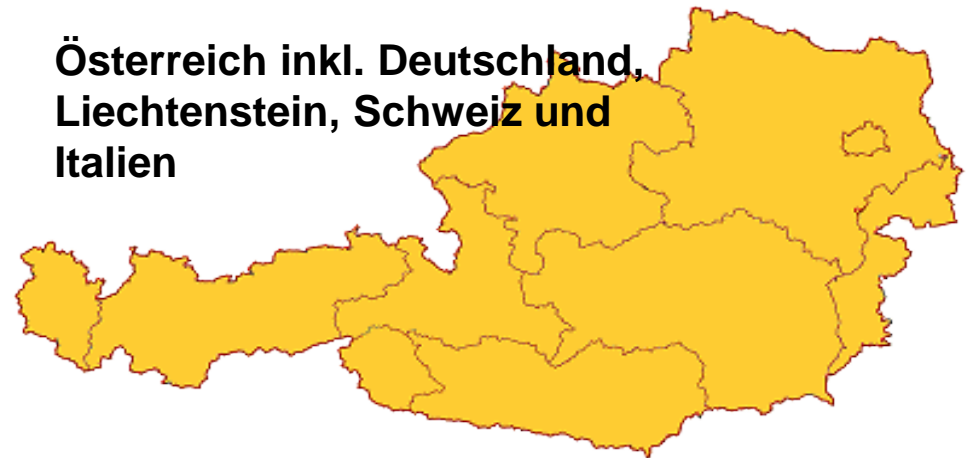 Österreich inkl. Deutschland,
Liechtenstein, Schweiz und
Italien